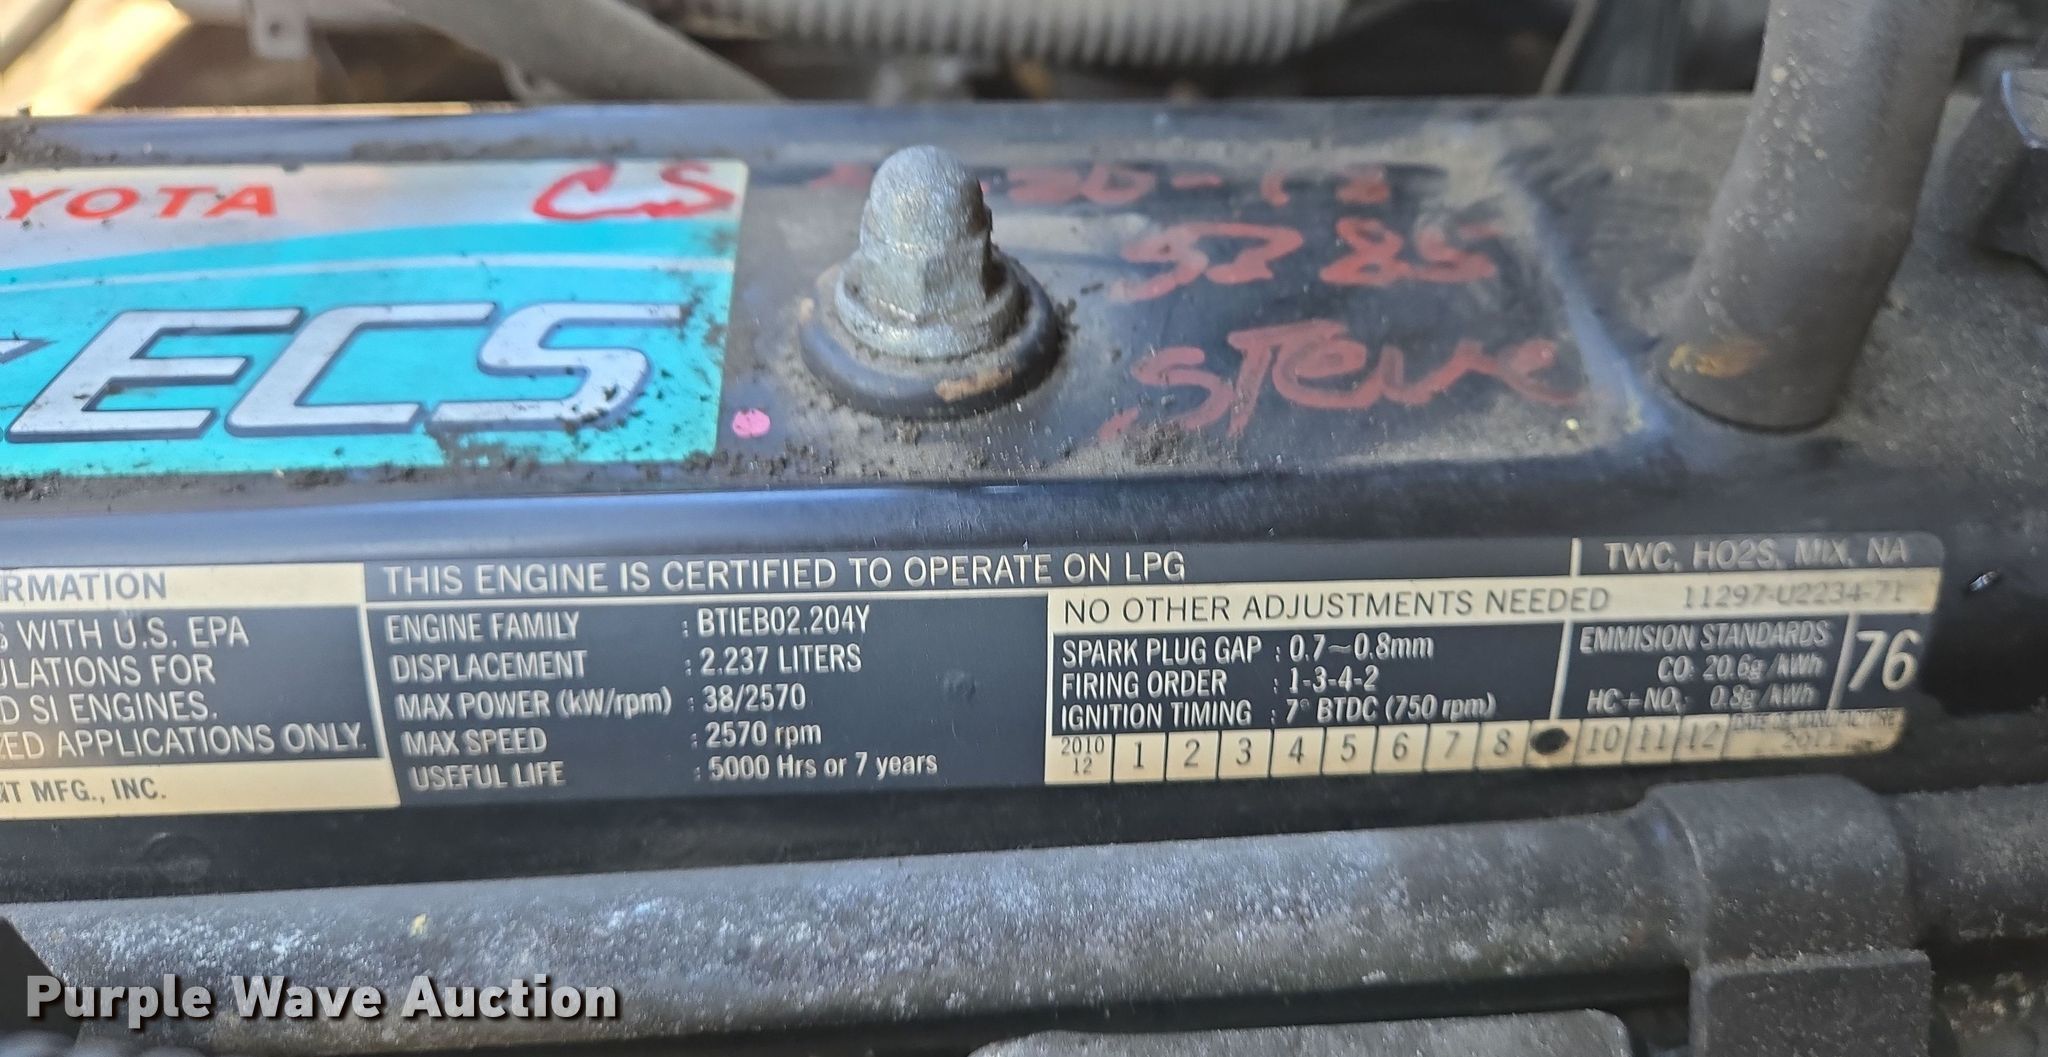 YOTA
CS
5285
ECS
Steve
RMATION
WITH U.S. EPA
ULATIONS FOR
D SI ENGINES.
ZED APPLICATIONS ONLY.
MFG., INC.
THIS ENGINE IS CERTIFIED TO OPERATE ON LPG
TWC, HO2S, MIX, NA
ENGINE FAMILY : BTIEB02.204Y
DISPLACEMENT : 2.237 LITERS
MAX POWER (kW/rpm) : 38/2570
MAX SPEED : 2570 rpm
USEFUL LIFE : 5000 Hrs or 7 years
NO OTHER ADJUSTMENTS NEEDED 11297-U2234-71
SPARK PLUG GAP : 0.7~0.8mm
FIRING ORDER : 1-3-4-2
IGNITION TIMING : 7° BTDC (750 rpm)
EMMISION STANDARDS
CO: 20.6g/kWh
HC+NOx: 0.8g/kWh
76
2010
12 1 2 3 4 5 6 7 8 10 11 12
DATE OF MANUFACTURE
2011
Purple Wave Auction